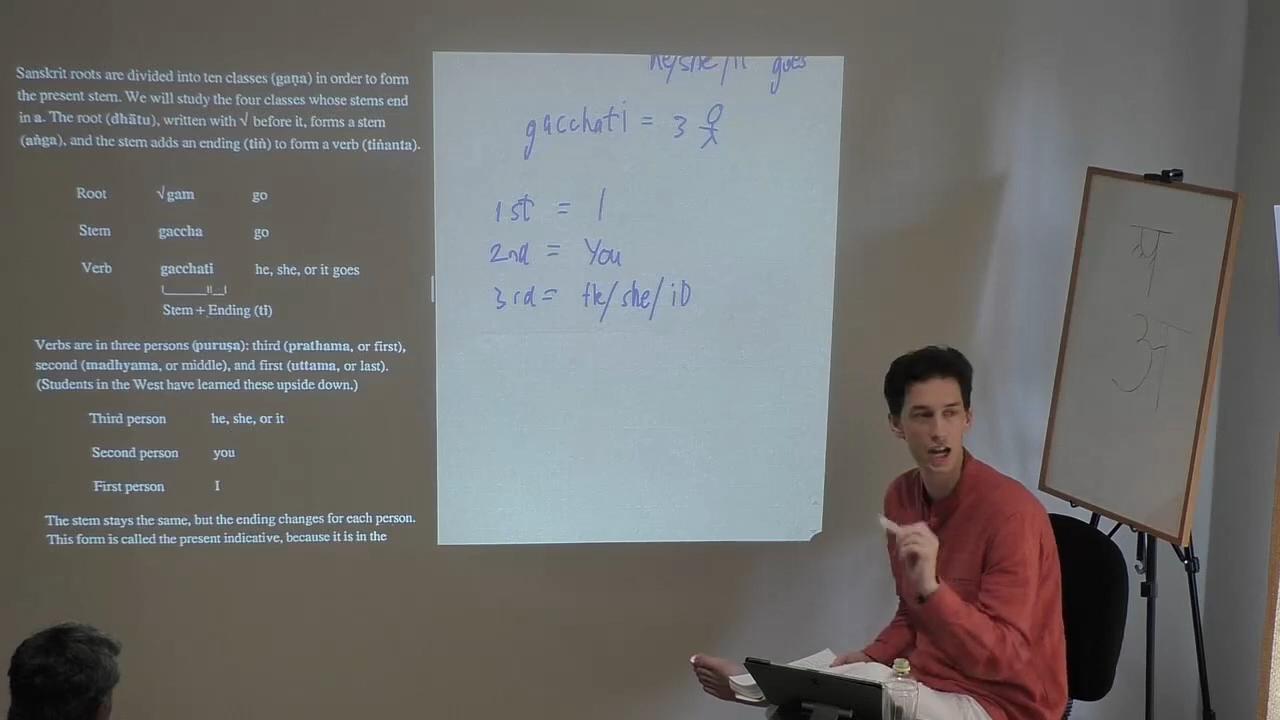 Sanskrit roots are divided into ten classes (gaṇa) in order to form
the present stem. We will study the four classes whose stems end
in a. The root (dhātu), written with √ before it, forms a stem
(aṅga), and the stem adds an ending (tiṅ) to form a verb (tiṅanta).
Root √gam go
Stem gaccha go
Verb gacchati he, she, or it goes
Stem + Ending (ti)
Verbs are in three persons (puruṣa): third (prathama, or first),
second (madhyama, or middle), and first (uttama, or last).
(Students in the West have learned these upside down.)
Third person he, she, or it
Second person you
First person I
The stem stays the same, but the ending changes for each person.
This form is called the present indicative, because it is in the
he/she/it goes
gacchati = 3
1st = I
2nd = You
3rd = he/she/it
अ